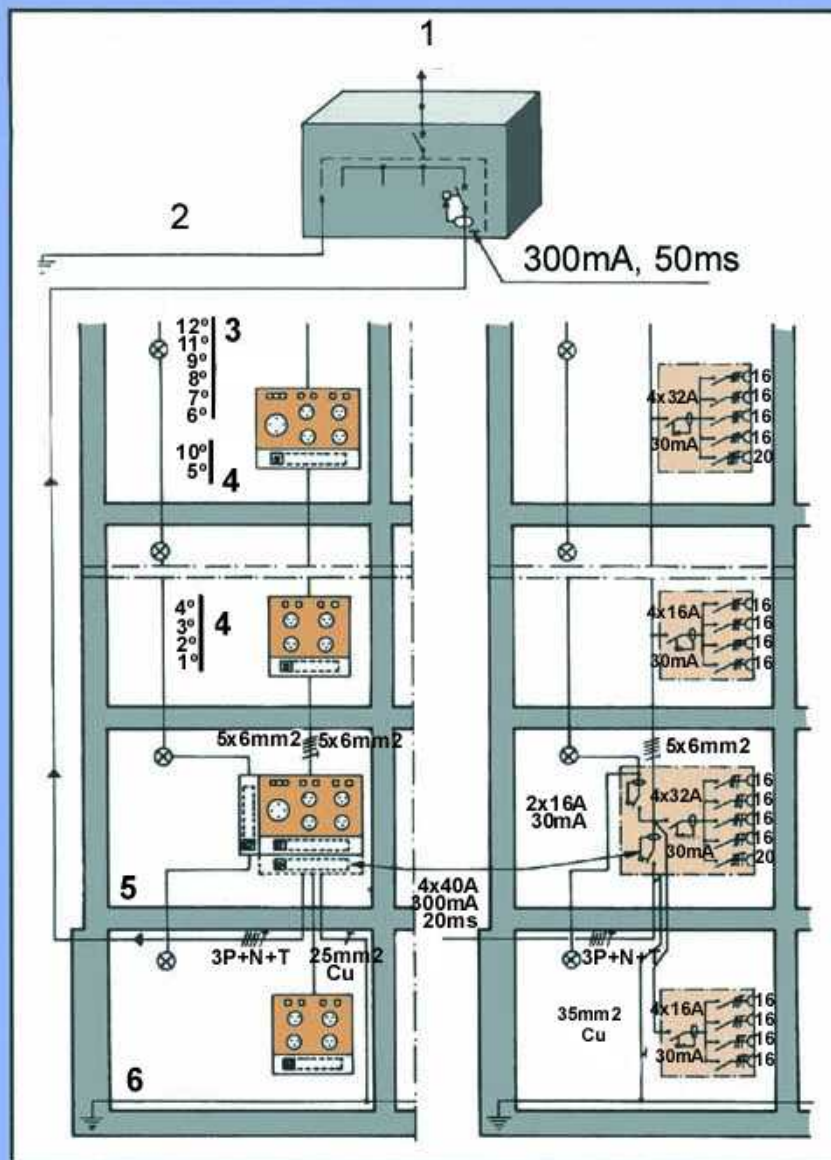 1
2
300mA, 50ms
12º
11º
9º
8º
7º
6º
3
10º
5º
4
4x32A
30mA
16
16
16
16
20
4º
3º
2º
1º
4
4x16A
30mA
16
16
16
16
5x6mm2
5x6mm2
5x6mm2
2x16A
30mA
4x32A
30mA
16
16
16
16
20
5
4x40A
300mA
20ms
3P+N+T
25mm2
Cu
3P+N+T
35mm2
Cu
4x16A
30mA
16
16
16
16
6